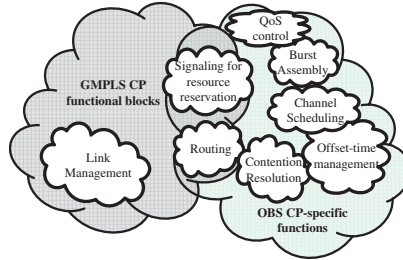 QoS
control
GMPLS CP
functional blocks
Signaling for
resource
reservation
Burst
Assembly
Channel
Scheduling
Routing
Offset-time
management
Link
Management
Contention
Resolution
OBS CP-specific
functions